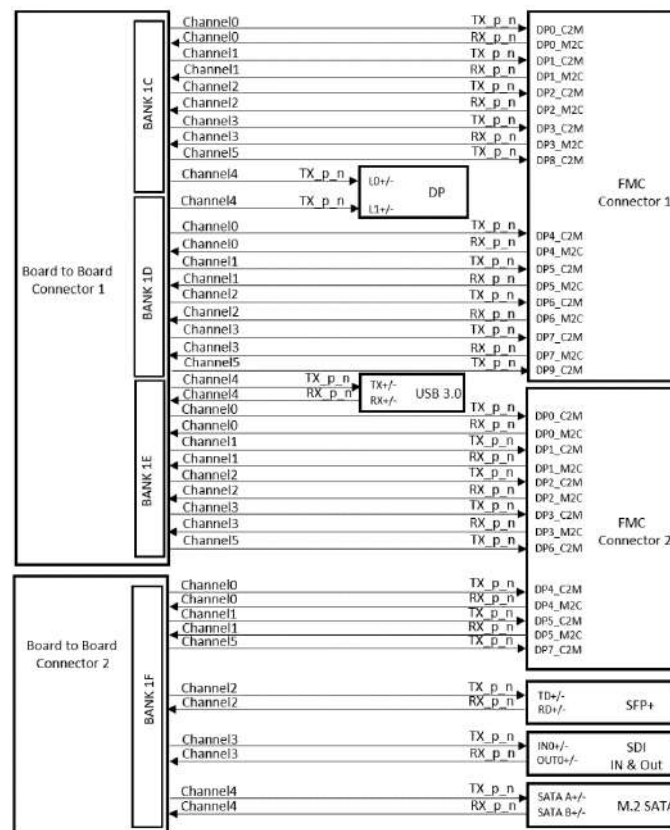 Channel0 TX_p_n DP0_C2M
Channel0 RX_p_n DP0_M2C
Channel1 TX_p_n DP1_C2M
Channel1 RX_p_n DP1_M2C
Channel2 TX_p_n DP2_C2M
Channel2 RX_p_n DP2_M2C
Channel3 TX_p_n DP3_C2M
Channel3 RX_p_n DP3_M2C
Channel5 TX_p_n DP8_C2M
BANK 1C
Channel4 TX_p_n L0+/-
DP
Channel4 TX_p_n L1+/-
FMC
Connector 1
Board to Board
Connector 1
BANK 1D
Channel0 TX_p_n DP4_C2M
Channel0 RX_p_n DP4_M2C
Channel1 TX_p_n DP5_C2M
Channel1 RX_p_n DP5_M2C
Channel2 TX_p_n DP6_C2M
Channel2 RX_p_n DP6_M2C
Channel3 TX_p_n DP7_C2M
Channel3 RX_p_n DP7_M2C
Channel5 TX_p_n DP9_C2M
Channel4 TX_p_n TX+/-
Channel4 RX_p_n RX+/-
USB 3.0
BANK 1E
Channel0 TX_p_n DP0_C2M
Channel0 RX_p_n DP0_M2C
Channel1 TX_p_n DP1_C2M
Channel1 RX_p_n DP1_M2C
Channel2 TX_p_n DP2_C2M
Channel2 RX_p_n DP2_M2C
Channel3 TX_p_n DP3_C2M
Channel3 RX_p_n DP3_M2C
Channel5 TX_p_n DP6_C2M
FMC
Connector 2
Board to Board
Connector 2
BANK 1F
Channel0 TX_p_n DP4_C2M
Channel0 RX_p_n DP4_M2C
Channel1 TX_p_n DP5_C2M
Channel1 RX_p_n DP5_M2C
Channel5 TX_p_n DP7_C2M
Channel2 TX_p_n TD+/-
Channel2 RX_p_n RD+/-
SFP+
Channel3 TX_p_n IN0+/-
Channel3 RX_p_n OUT0+/-
SDI
IN & Out
Channel4 TX_p_n SATA A+/-
Channel4 RX_p_n SATA B+/-
M.2 SATA